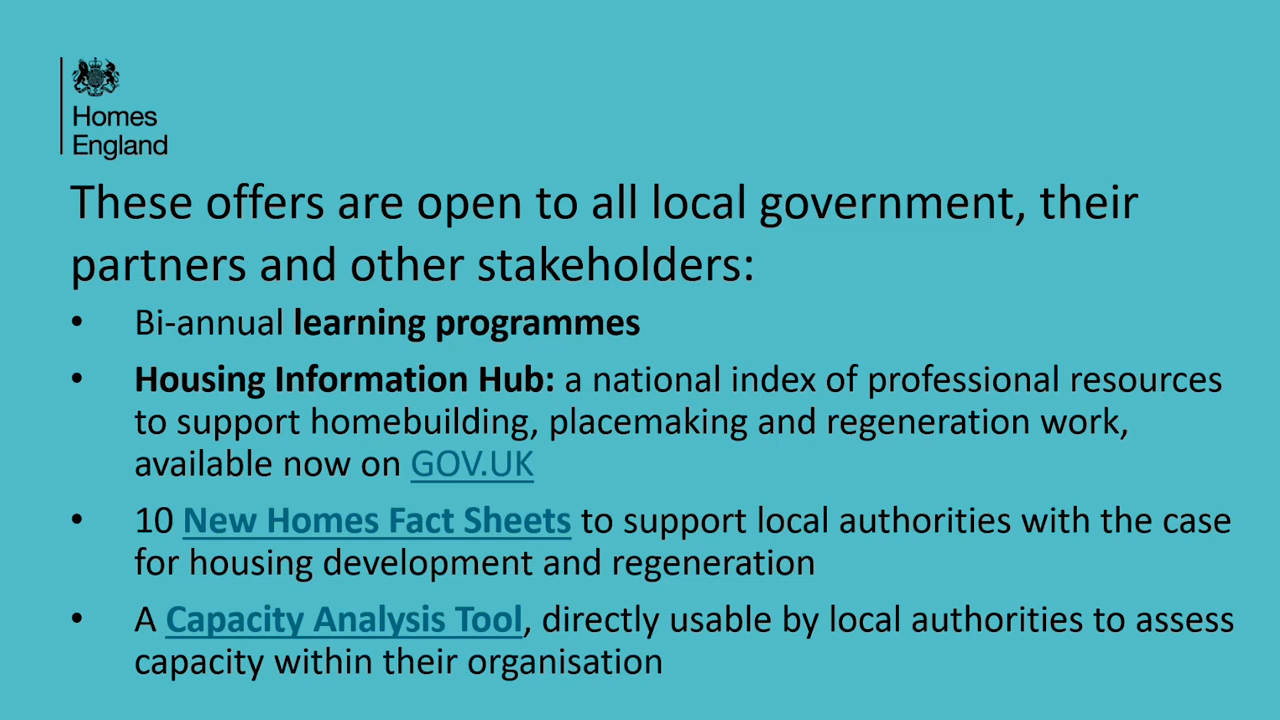 Homes
England
These offers are open to all local government, their
partners and other stakeholders:
• Bi-annual learning programmes
• Housing Information Hub: a national index of professional resources
to support homebuilding, placemaking and regeneration work,
available now on GOV.UK
• 10 New Homes Fact Sheets to support local authorities with the case
for housing development and regeneration
• A Capacity Analysis Tool, directly usable by local authorities to assess
capacity within their organisation